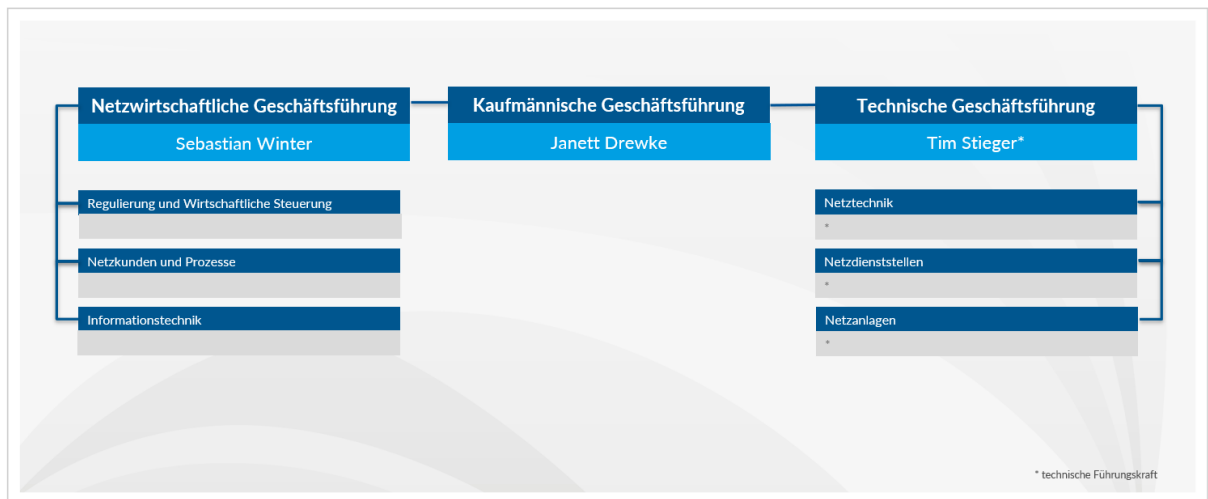 Netzwirtschaftliche Geschäftsführung
Sebastian Winter
Kaufmännische Geschäftsführung
Janett Drewke
Technische Geschäftsführung
Tim Stieger*
Regulierung und Wirtschaftliche Steuerung
Netzkunden und Prozesse
Informationstechnik
Netztechnik
*
Netzdienststellen
*
Netzanlagen
*
* technische Führungskraft